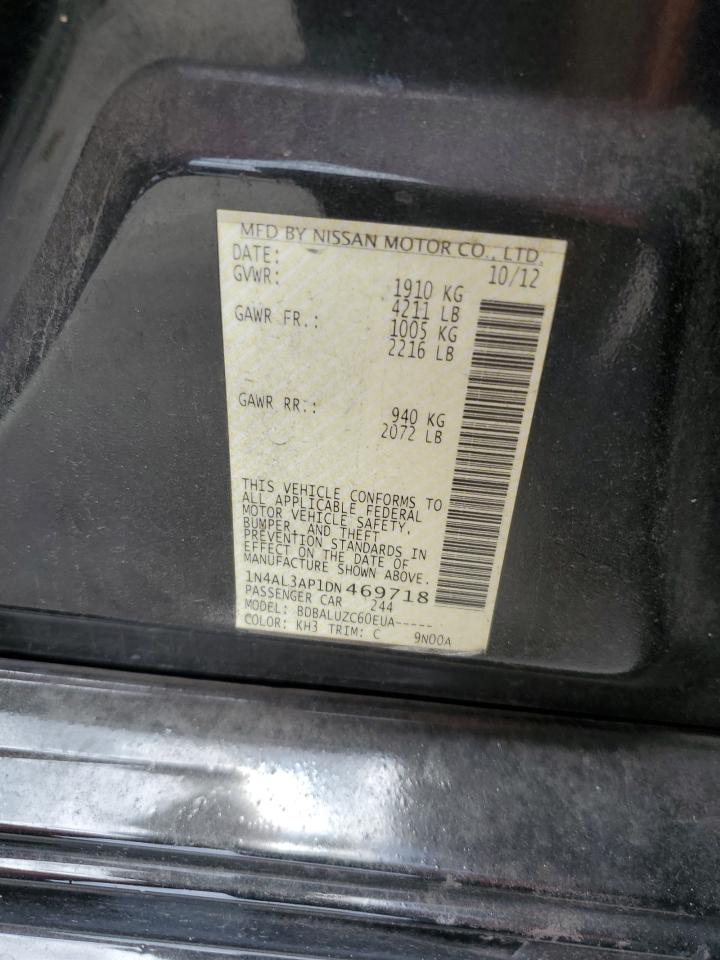 MFD BY NISSAN MOTOR CO., LTD.
DATE: 10/12
GVWR: 1910 KG
4211 LB
GAWR FR.: 1005 KG
2216 LB
GAWR RR.: 940 KG
2072 LB
THIS VEHICLE CONFORMS TO
ALL APPLICABLE FEDERAL
MOTOR VEHICLE SAFETY,
BUMPER, AND THEFT
PREVENTION STANDARDS IN
EFFECT ON THE DATE OF
MANUFACTURE SHOWN ABOVE.
1N4AL3AP1DN469718
PASSENGER CAR 244
MODEL: BDBALUZC60EUA-----
COLOR: KH3 TRIM: C 9N00A